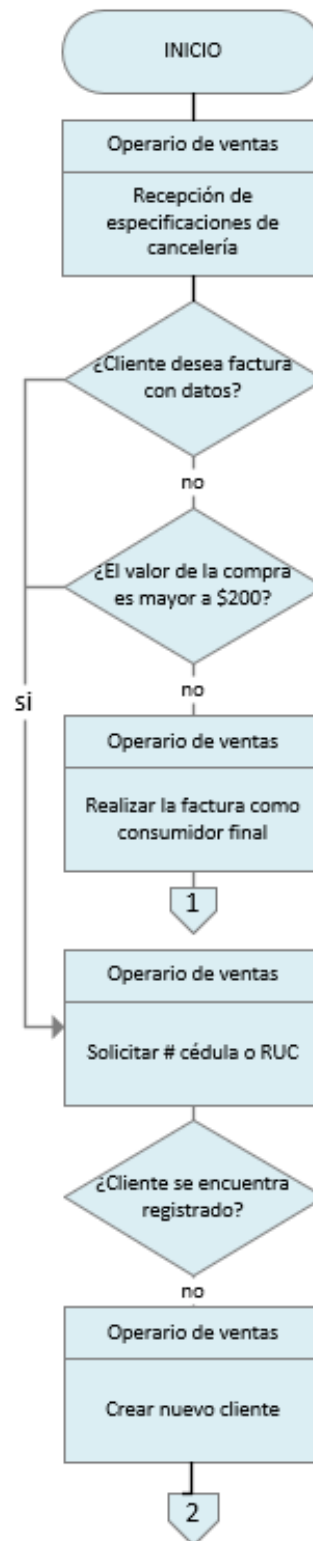 INICIO
Operario de ventas
Recepción de
especificaciones de
cancelería
¿Cliente desea factura
con datos?
no
¿El valor de la compra
es mayor a $200?
no
si
Operario de ventas
Realizar la factura como
consumidor final
1
Operario de ventas
Solicitar # cédula o RUC
¿Cliente se encuentra
registrado?
no
Operario de ventas
Crear nuevo cliente
2